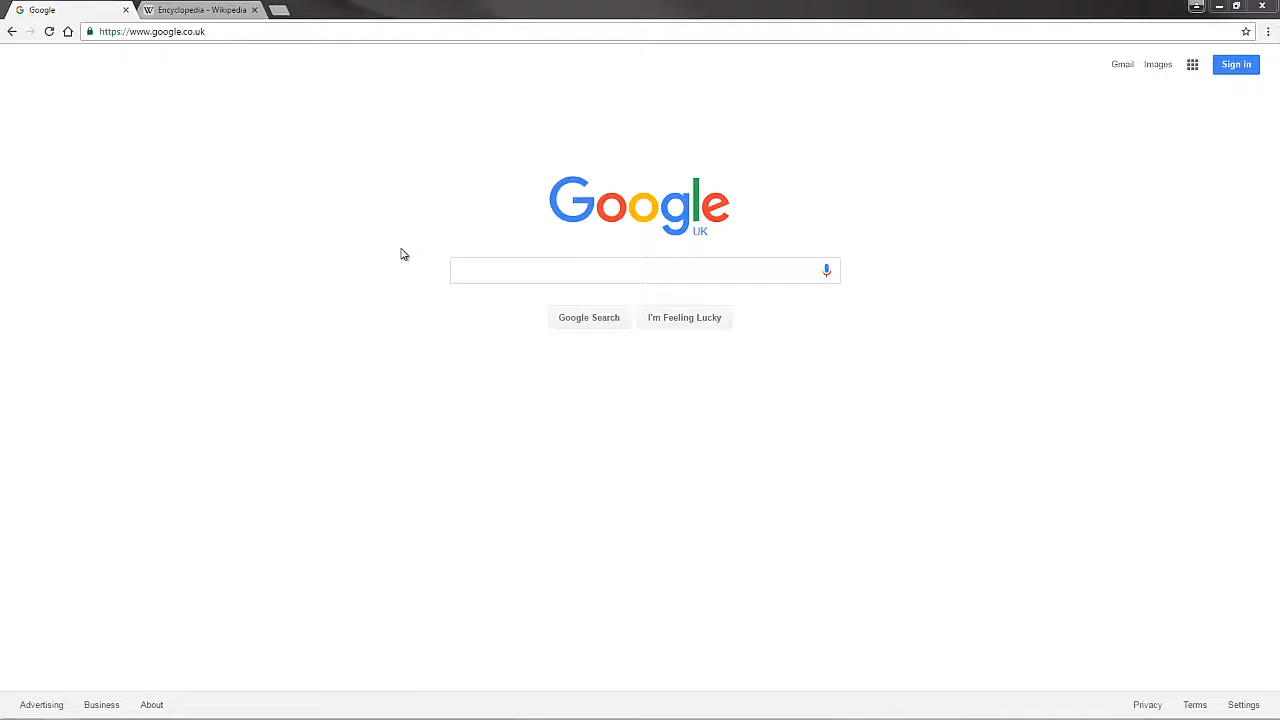 Google
Encyclopedia - Wikipedia
https://www.google.co.uk
Gmail Images Sign in
Google
UK
Google Search I'm Feeling Lucky
Advertising Business About Privacy Terms Settings